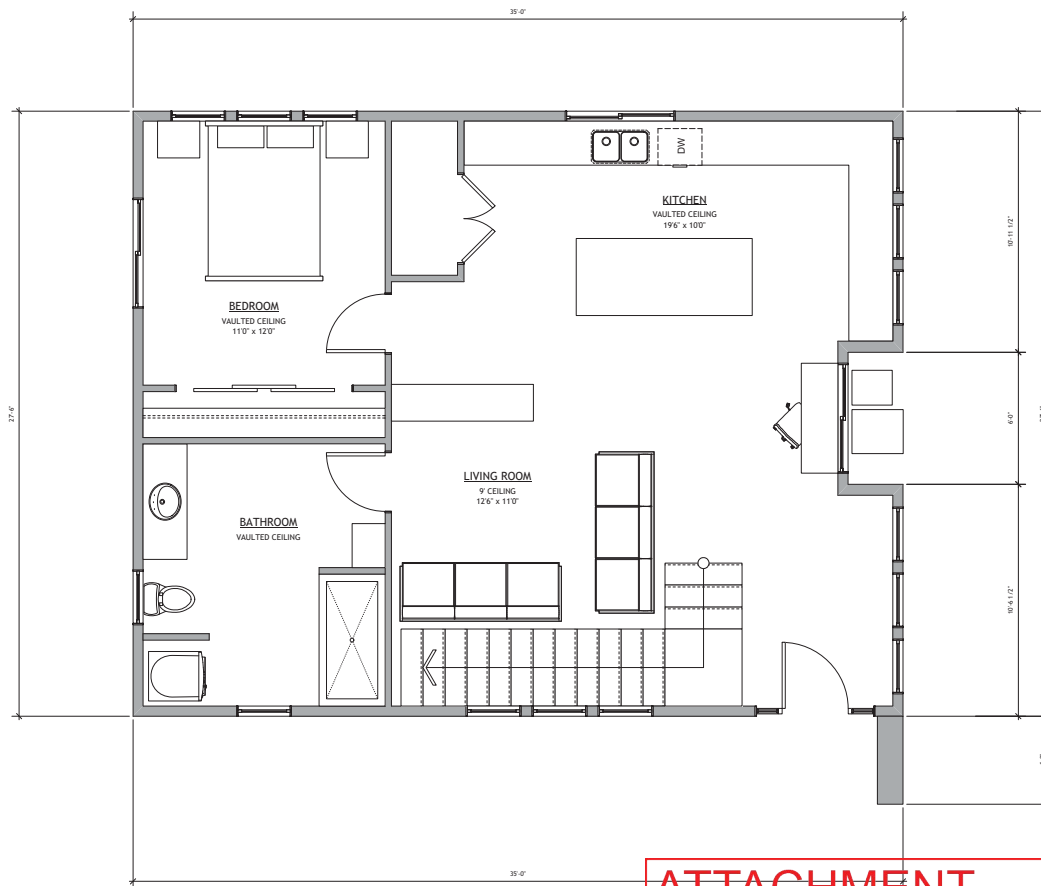 35'-0"
DW
KITCHEN
VAULTED CEILING
19'6" x 10'0"
10'-11 1/2"
BEDROOM
VAULTED CEILING
11'0" x 12'0"
27'-6"
6'-0"
LIVING ROOM
9' CEILING
12'6" x 11'0"
BATHROOM
VAULTED CEILING
10'-6 1/2"
35'-0"
ATTACHMENT